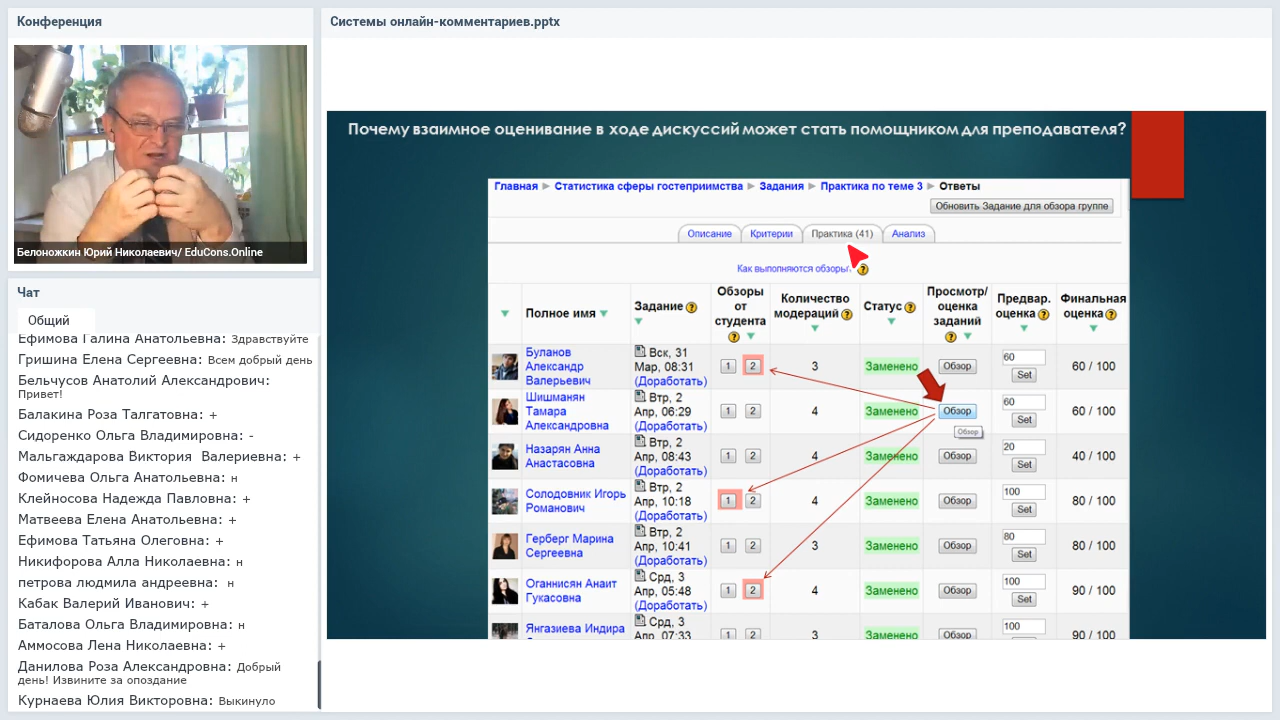 Конференция
Белоножкин Юрий Николаевич/ EduCons.Online
Чат
Общий
Ефимова Галина Анатольевна: Здравствуйте
Гришина Елена Сергеевна: Всем добрый день
Бельчусов Анатолий Александрович:
Привет!
Балакина Роза Талгатовна: +
Сидоренко Ольга Владимировна: -
Мальгаждарова Виктория Валериевна: +
Фомичева Ольга Анатольевна: н
Клейносова Надежда Павловна: +
Матвеева Елена Анатольевна: +
Ефимова Татьяна Олеговна: +
Никифорова Алла Николаевна: н
петрова людмила андреевна: н
Кабак Валерий Иванович: +
Баталова Ольга Владимировна: н
Аммосова Лена Николаевна: +
Данилова Роза Александровна: Добрый
день! Извините за опоздание
Курнаева Юлия Викторовна: Выкинуло
Системы онлайн-комментариев.pptx
Почему взаимное оценивание в ходе дискуссий может стать помощником для преподавателя?
Главная Статистика сферы гостеприимства Задания Практика по теме 3 Ответы
Обновить Задание для обзора группе
Описание Критерии Практика (41) Анализ
Как выполняются обзоры?
Полное имя
Задание
Обзоры
от
студента
Количество
модераций
Статус
Просмотр/
оценка
заданий
Предвар.
оценка
Финальная
оценка
Буланов
Александр
Валерьевич
Вск, 31
Мар, 08:31
(Доработать)
1 2 3 Заменено Обзор 60 Set 60 / 100
Шишманян
Тамара
Александровна
Втр, 2
Апр, 06:29
(Доработать)
1 2 4 Заменено Обзор 60 Set 60 / 100
Обзор
Назарян Анна
Анастасовна
Втр, 2
Апр, 08:43
(Доработать)
1 2 4 Заменено Обзор 20 Set 40 / 100
Солодовник Игорь
Романович
Втр, 2
Апр, 10:18
(Доработать)
1 2 4 Заменено Обзор 100 Set 80 / 100
Герберг Марина
Сергеевна
Втр, 2
Апр, 10:41
(Доработать)
1 2 3 Заменено Обзор 80 Set 80 / 100
Оганнисян Анаит
Гукасовна
Срд, 3
Апр, 05:48
(Доработать)
1 2 4 Заменено Обзор 100 Set 90 / 100
Янгазиева Индира
Срд, 3
Апр, 07:33
1 2 3 Заменено Обзор 100 90 / 100